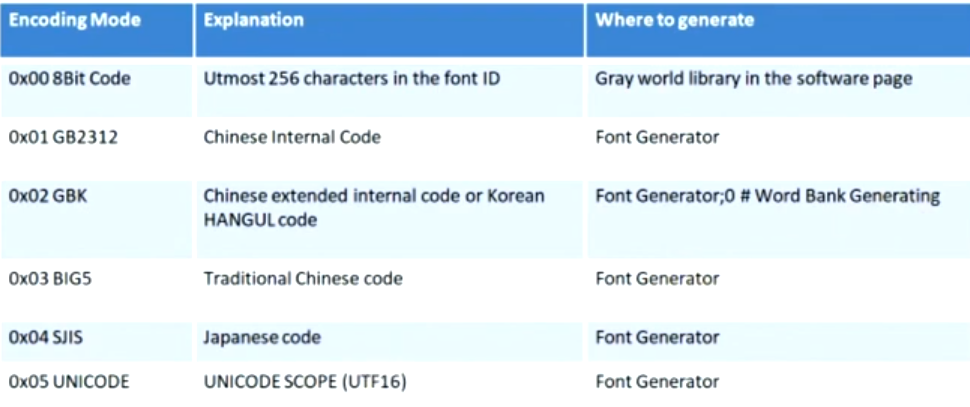 Encoding Mode Explanation Where to generate
0x00 8Bit Code Utmost 256 characters in the font ID Gray world library in the software page
0x01 GB2312 Chinese Internal Code Font Generator
0x02 GBK Chinese extended internal code or Korean Font Generator;0 # Word Bank Generating
HANGUL code
0x03 BIG5 Traditional Chinese code Font Generator
0x04 SJIS Japanese code Font Generator
0x05 UNICODE UNICODE SCOPE (UTF16) Font Generator